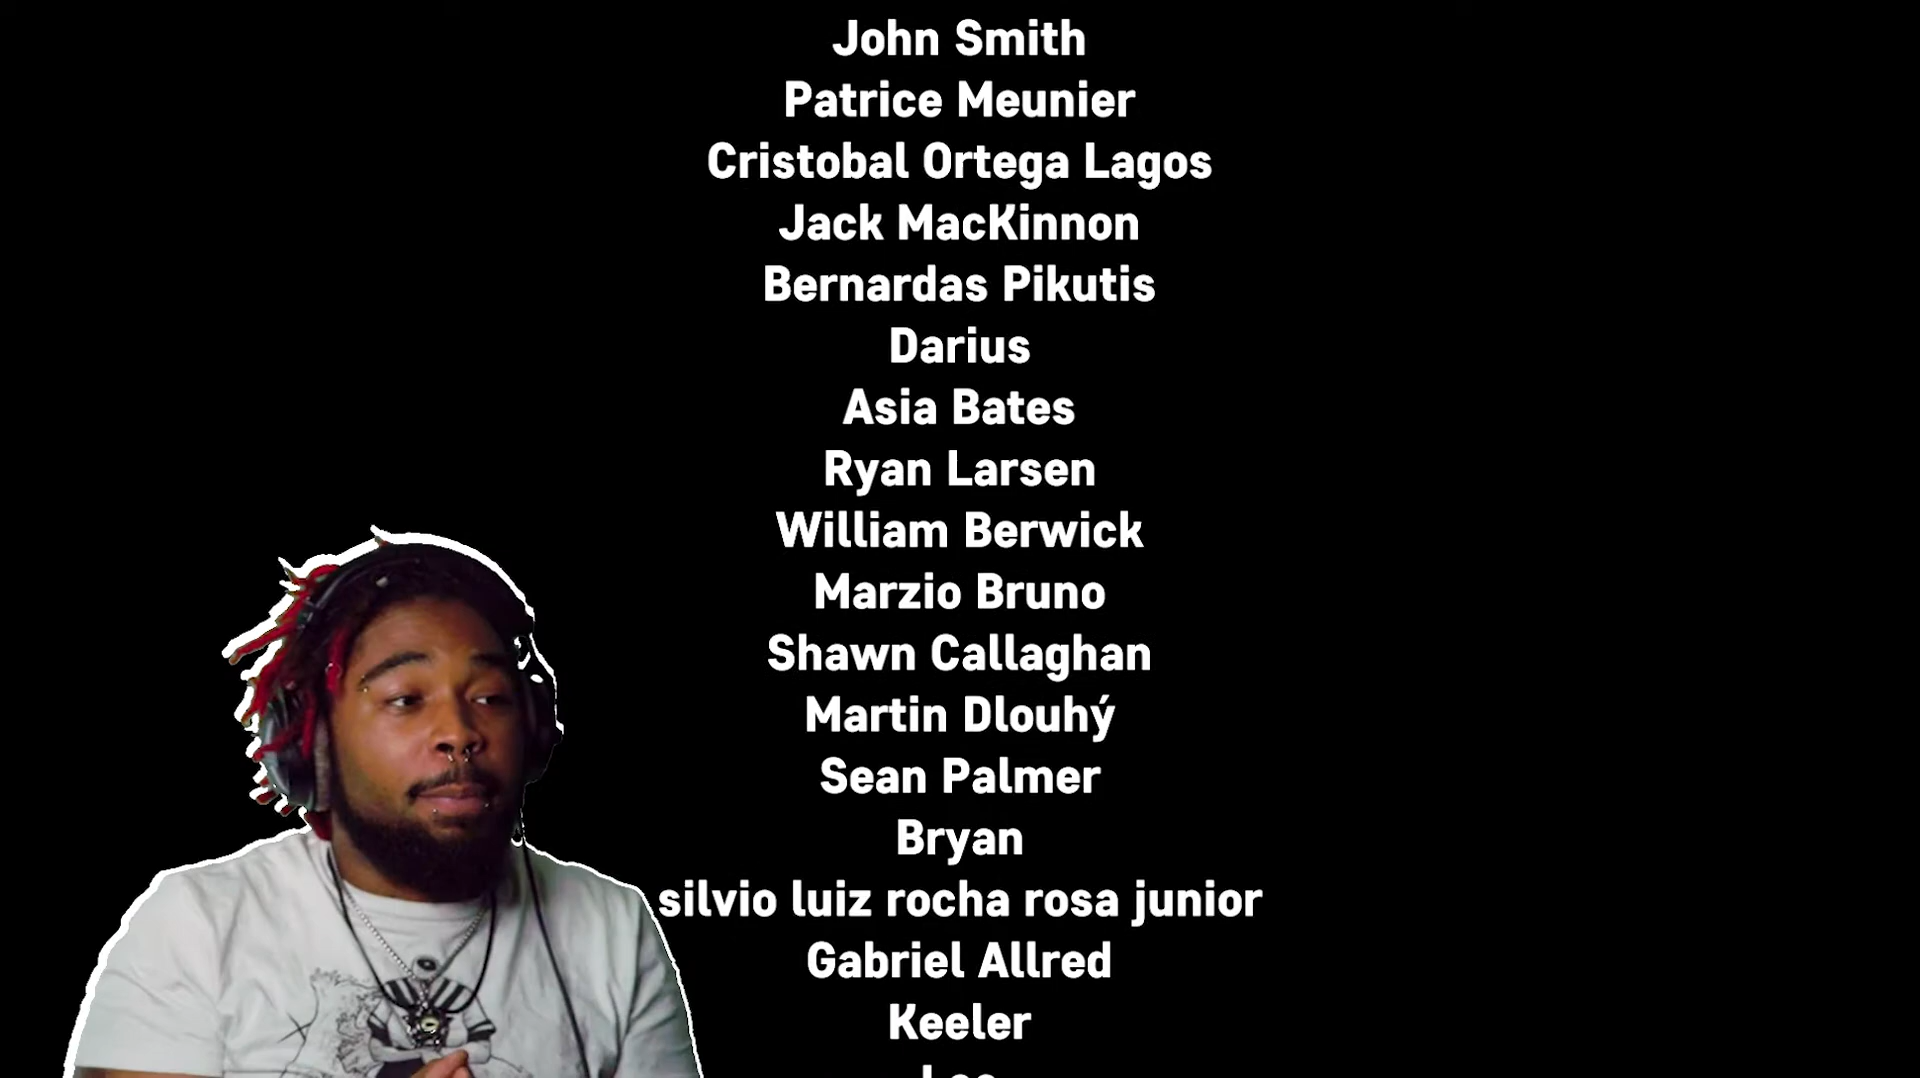 John Smith
Patrice Meunier
Cristobal Ortega Lagos
Jack MacKinnon
Bernardas Pikutis
Darius
Asia Bates
Ryan Larsen
William Berwick
Marzio Bruno
Shawn Callaghan
Martin Dlouhý
Sean Palmer
Bryan
silvio luiz rocha rosa junior
Gabriel Allred
Keeler